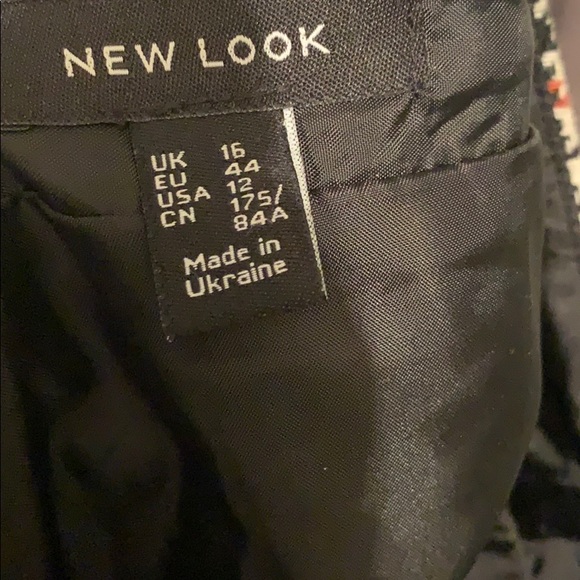 NEW LOOK
UK 16
EU 44
USA 12
CN 175/
84A
Made in
Ukraine